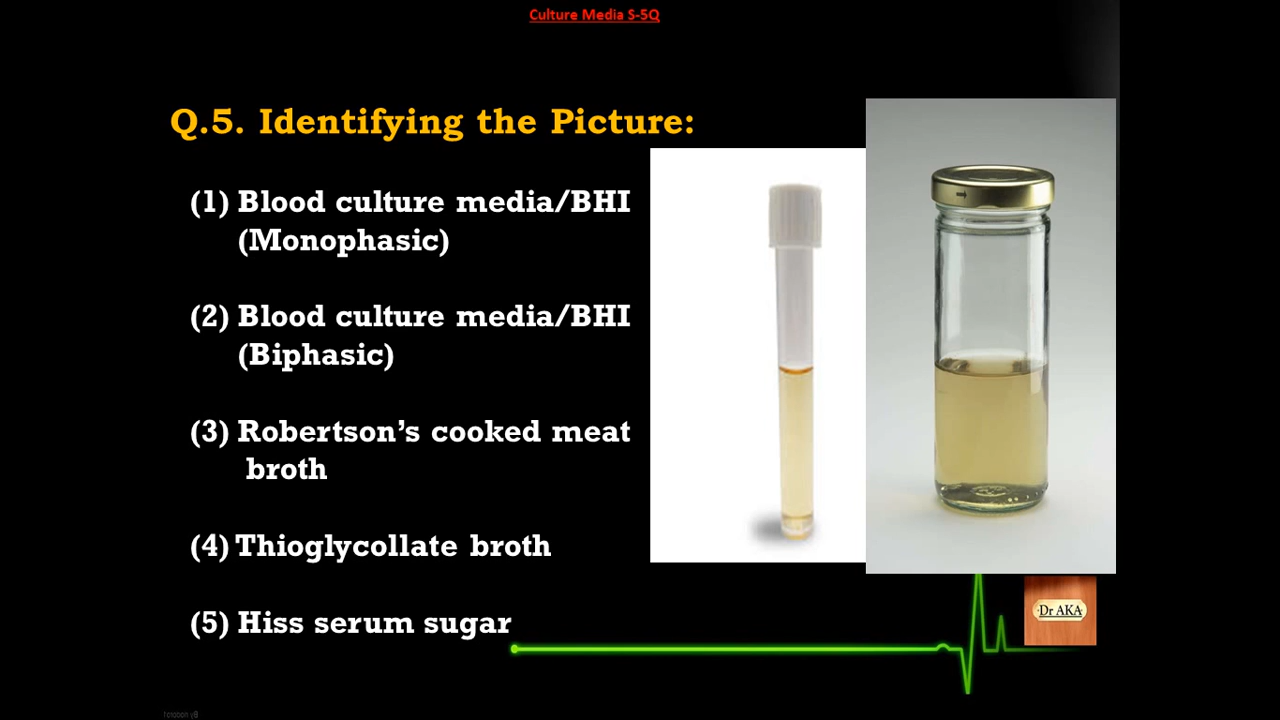 Culture Media S-5Q
Q.5. Identifying the Picture:
(1) Blood culture media/BHI
(Monophasic)
(2) Blood culture media/BHI
(Biphasic)
(3) Robertson’s cooked meat
broth
(4) Thioglycollate broth
(5) Hiss serum sugar
Dr AKA